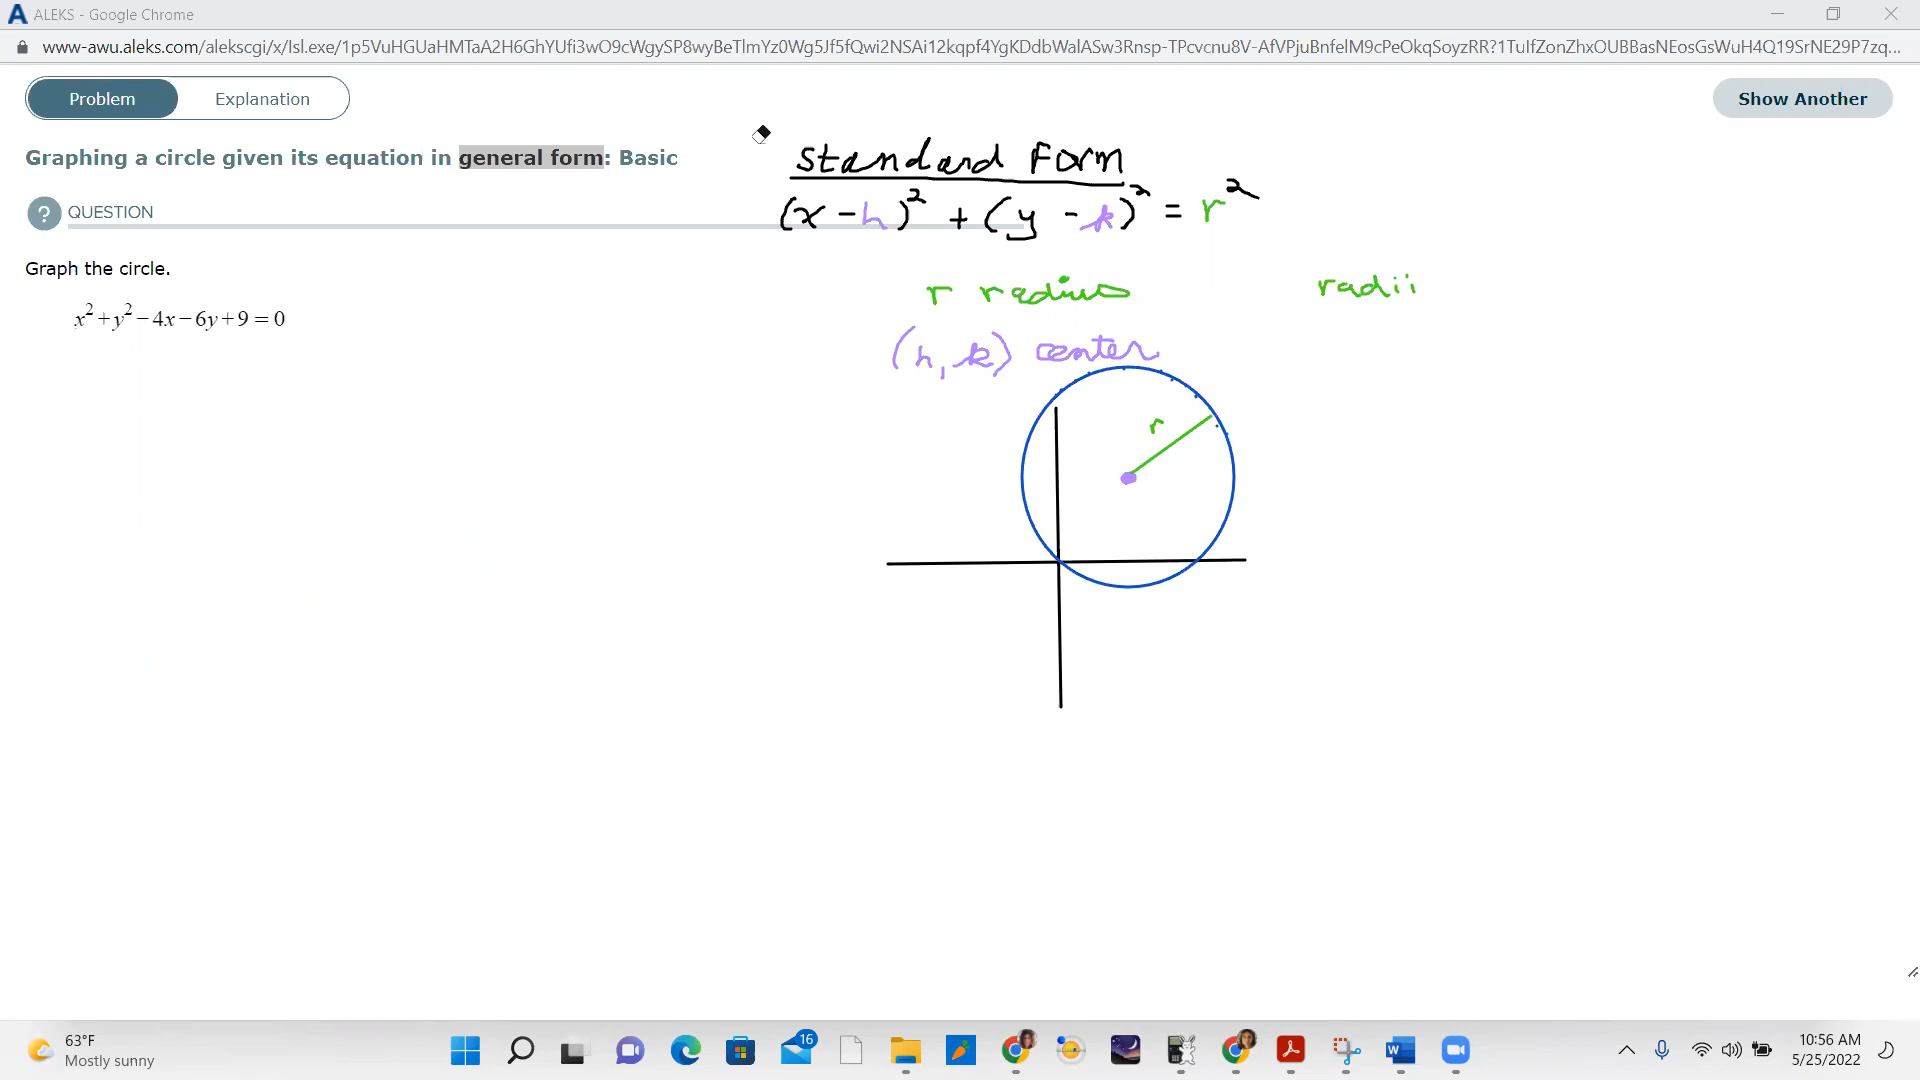 ALEKS - Google Chrome
www-awu.aleks.com/alekscgi/x/Isl.exe/1p5VuHGUaHMTaA2H6GhYUfi3wO9cWgySP8wyBeTlmYz0Wg5Jf5fQwi2NSAi12kqpf4YgKDdbWalASw3Rnsp-TPcvcnu8V-AfVPjuBnfelM9cPeOkqSoyzRR?1TuIfZonZhxOUBBasNEosGsWuH4Q19SrNE29P7zq...
Problem
Explanation
Show Another
Graphing a circle given its equation in general form: Basic
Standard Form
? QUESTION
(x - h)² + (y - k)² = r²
Graph the circle.
r radius
radii
x² + y² − 4x − 6y + 9 = 0
(h, k) center
r
63°F
Mostly sunny
16
10:56 AM
5/25/2022